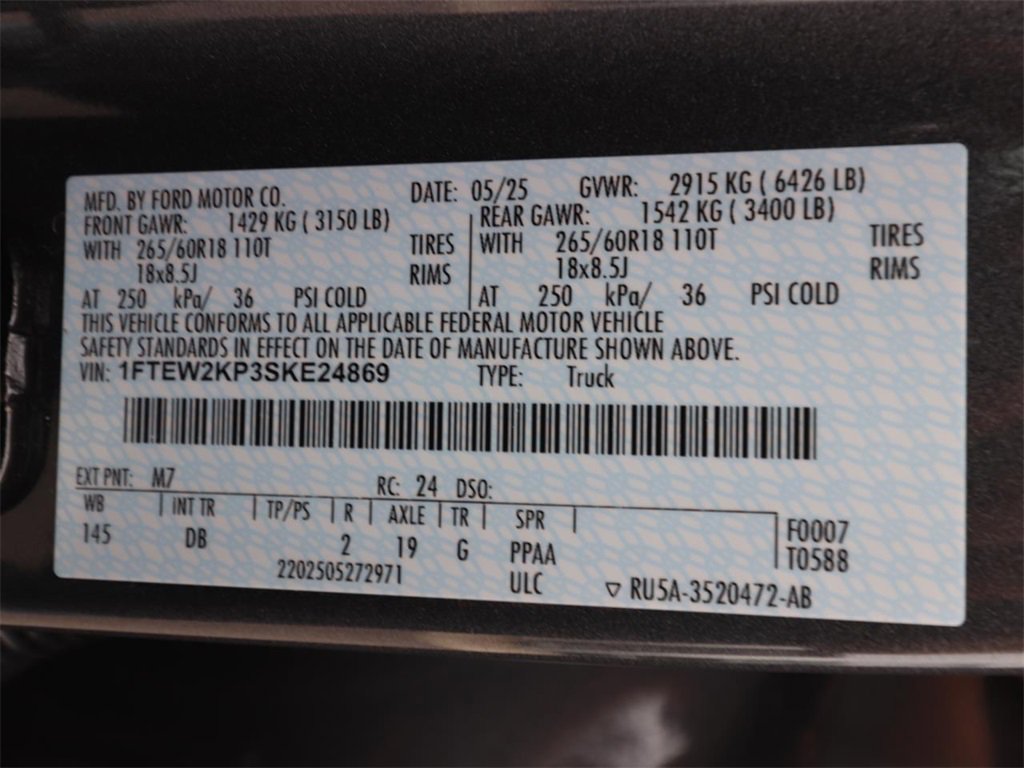 MFD. BY FORD MOTOR CO. DATE: 05/25 GVWR: 2915 KG ( 6426 LB)
FRONT GAWR: 1429 KG ( 3150 LB) REAR GAWR: 1542 KG ( 3400 LB)
WITH 265/60R18 110T TIRES WITH 265/60R18 110T TIRES
18x8.5J RIMS 18x8.5J RIMS
AT 250 kPa/ 36 PSI COLD AT 250 kPa/ 36 PSI COLD
THIS VEHICLE CONFORMS TO ALL APPLICABLE FEDERAL MOTOR VEHICLE
SAFETY STANDARDS IN EFFECT ON THE DATE OF MANUFACTURE SHOWN ABOVE.
VIN: 1FTEW2KP3SKE24869 TYPE: Truck
EXT PNT: M7 RC: 24 DSO:
WB INT TR TP/PS R AXLE TR SPR F0007
145 DB 2 19 G PPAA T0588
2202505272971 ULC ▽ RU5A-3520472-AB